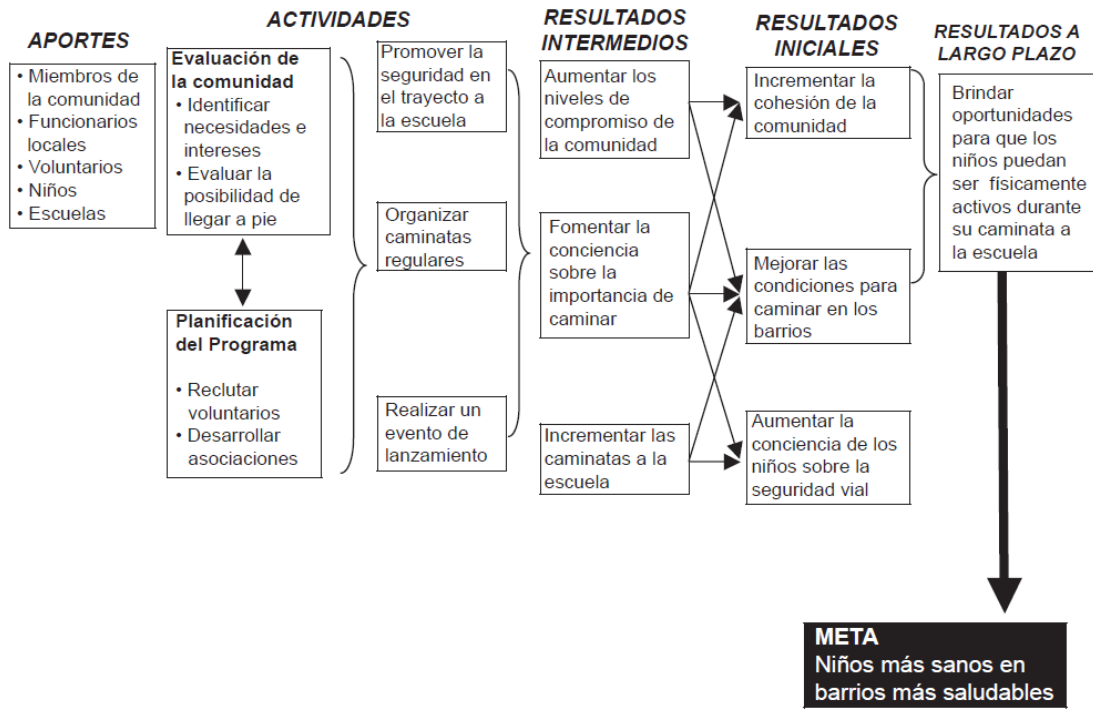 APORTES
• Miembros de
la comunidad
• Funcionarios
locales
• Voluntarios
• Niños
• Escuelas
ACTIVIDADES
Evaluación de
la comunidad
• Identificar
necesidades e
intereses
• Evaluar la
posibilidad de
llegar a pie
Planificación
del Programa
• Reclutar
voluntarios
• Desarrollar
asociaciones
Promover la
seguridad en
el trayecto a
la escuela
Organizar
caminatas
regulares
Realizar un
evento de
lanzamiento
RESULTADOS
INTERMEDIOS
Aumentar los
niveles de
compromiso de
la comunidad
Fomentar la
conciencia
sobre la
importancia de
caminar
Incrementar las
caminatas a la
escuela
RESULTADOS
INICIALES
Incrementar la
cohesión de la
comunidad
Mejorar las
condiciones para
caminar en los
barrios
Aumentar la
conciencia de los
niños sobre la
seguridad vial
RESULTADOS A
LARGO PLAZO
Brindar
oportunidades
para que los
niños puedan
ser físicamente
activos durante
su caminata a
la escuela
META
Niños más sanos en
barrios más saludables